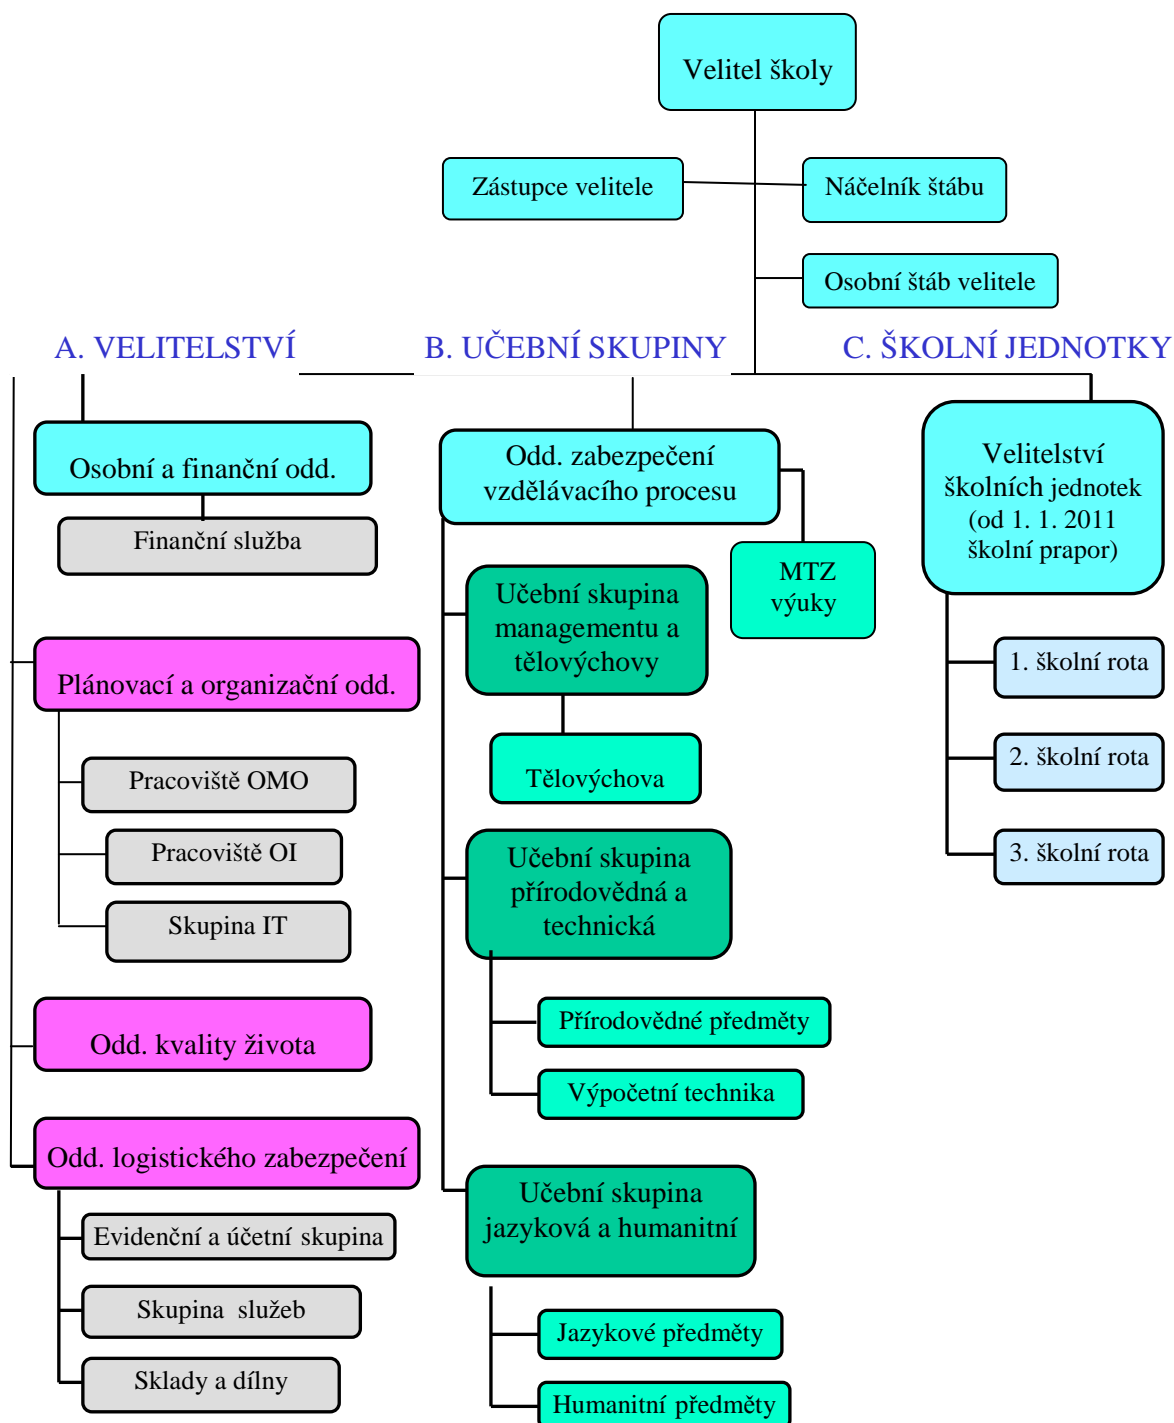 Velitel školy
Zástupce velitele
Náčelník štábu
Osobní štáb velitele
A. VELITELSTVÍ
B. UČEBNÍ SKUPINY
C. ŠKOLNÍ JEDNOTKY
Osobní a finanční odd.
Finanční služba
Plánovací a organizační odd.
Pracoviště OMO
Pracoviště OI
Skupina IT
Odd. kvality života
Odd. logistického zabezpečení
Evidenční a účetní skupina
Skupina služeb
Sklady a dílny
Odd. zabezpečení
vzdělávacího procesu
MTZ
výuky
Učební skupina
managementu a
tělovýchovy
Tělovýchova
Učební skupina
přírodovědná a
technická
Přírodovědné předměty
Výpočetní technika
Učební skupina
jazyková a humanitní
Jazykové předměty
Humanitní předměty
Velitelství
školních jednotek
(od 1. 1. 2011
školní prapor)
1. školní rota
2. školní rota
3. školní rota